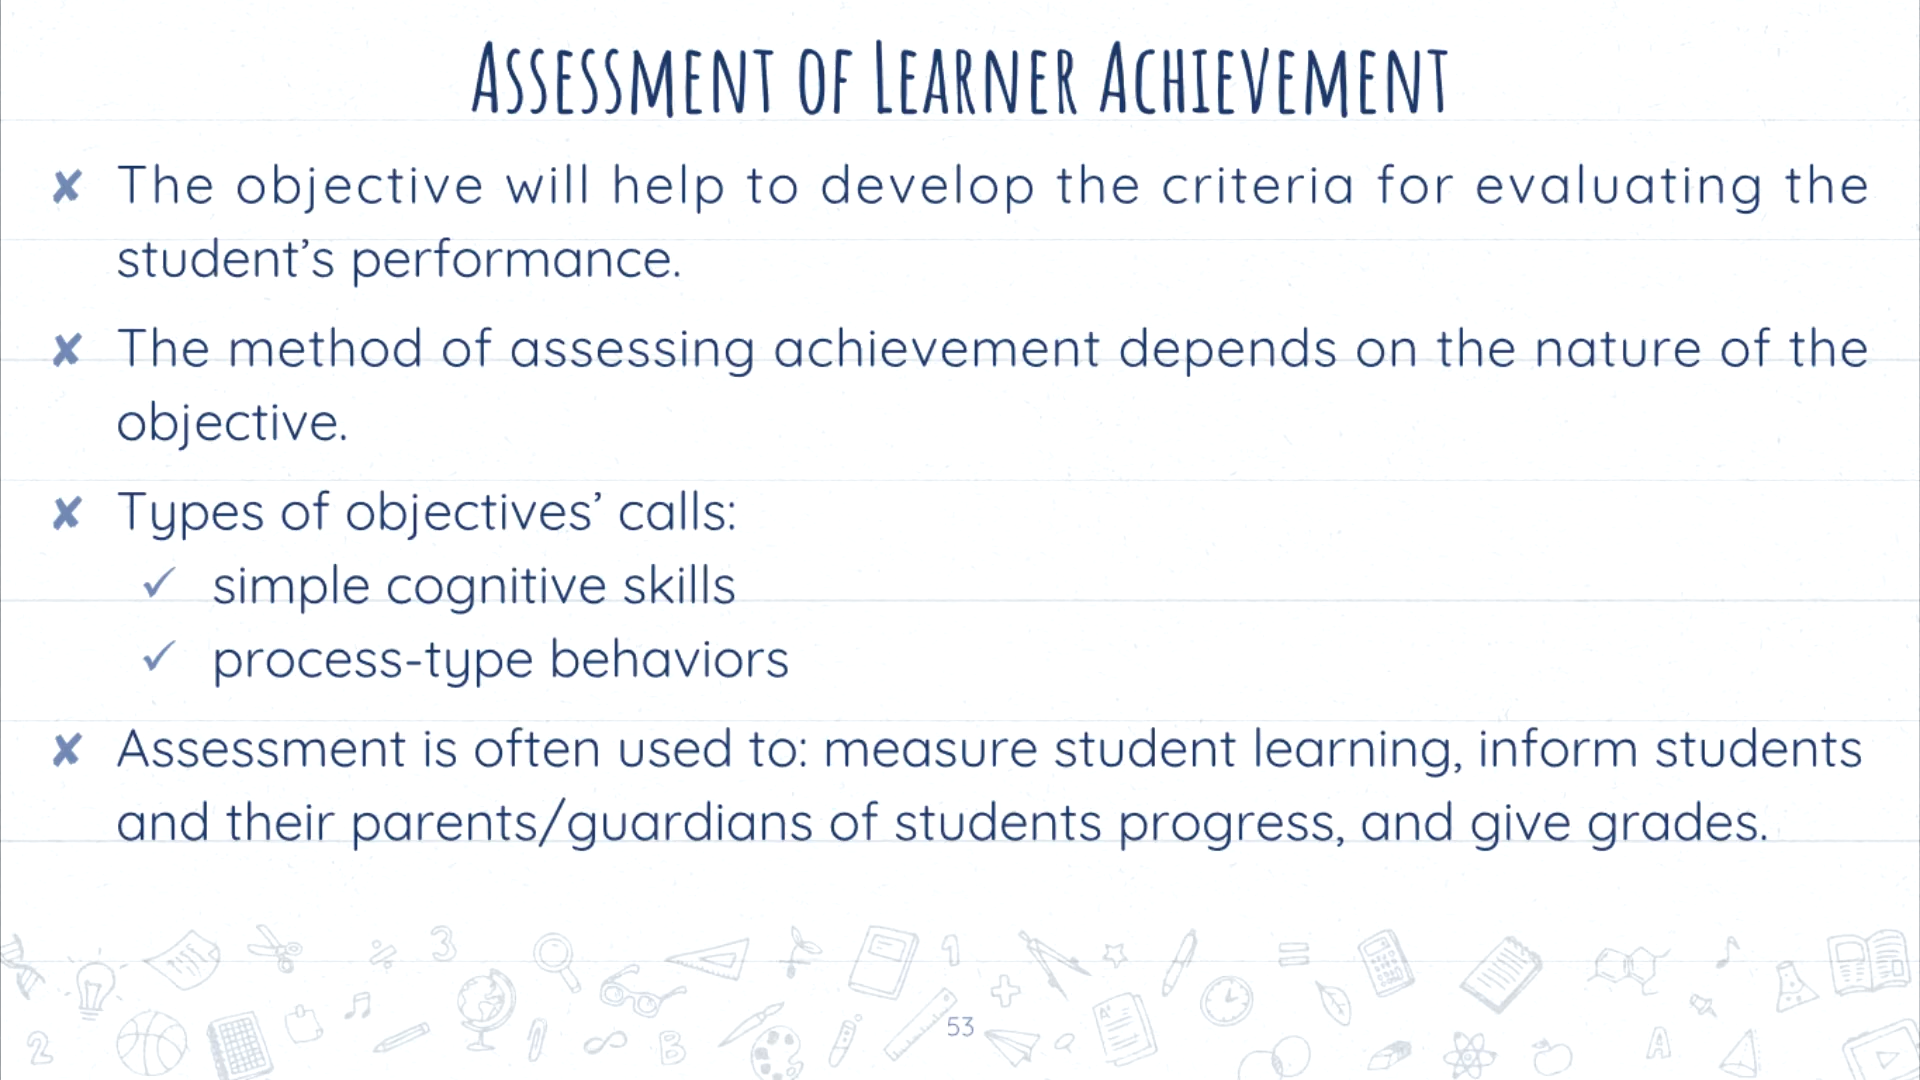 Assessment of Learner Achievement
✘ The objective will help to develop the criteria for evaluating the
student’s performance.
✘ The method of assessing achievement depends on the nature of the
objective.
✘ Types of objectives’ calls:
✓ simple cognitive skills
✓ process-type behaviors
✘ Assessment is often used to: measure student learning, inform students
and their parents/guardians of students progress, and give grades.
53